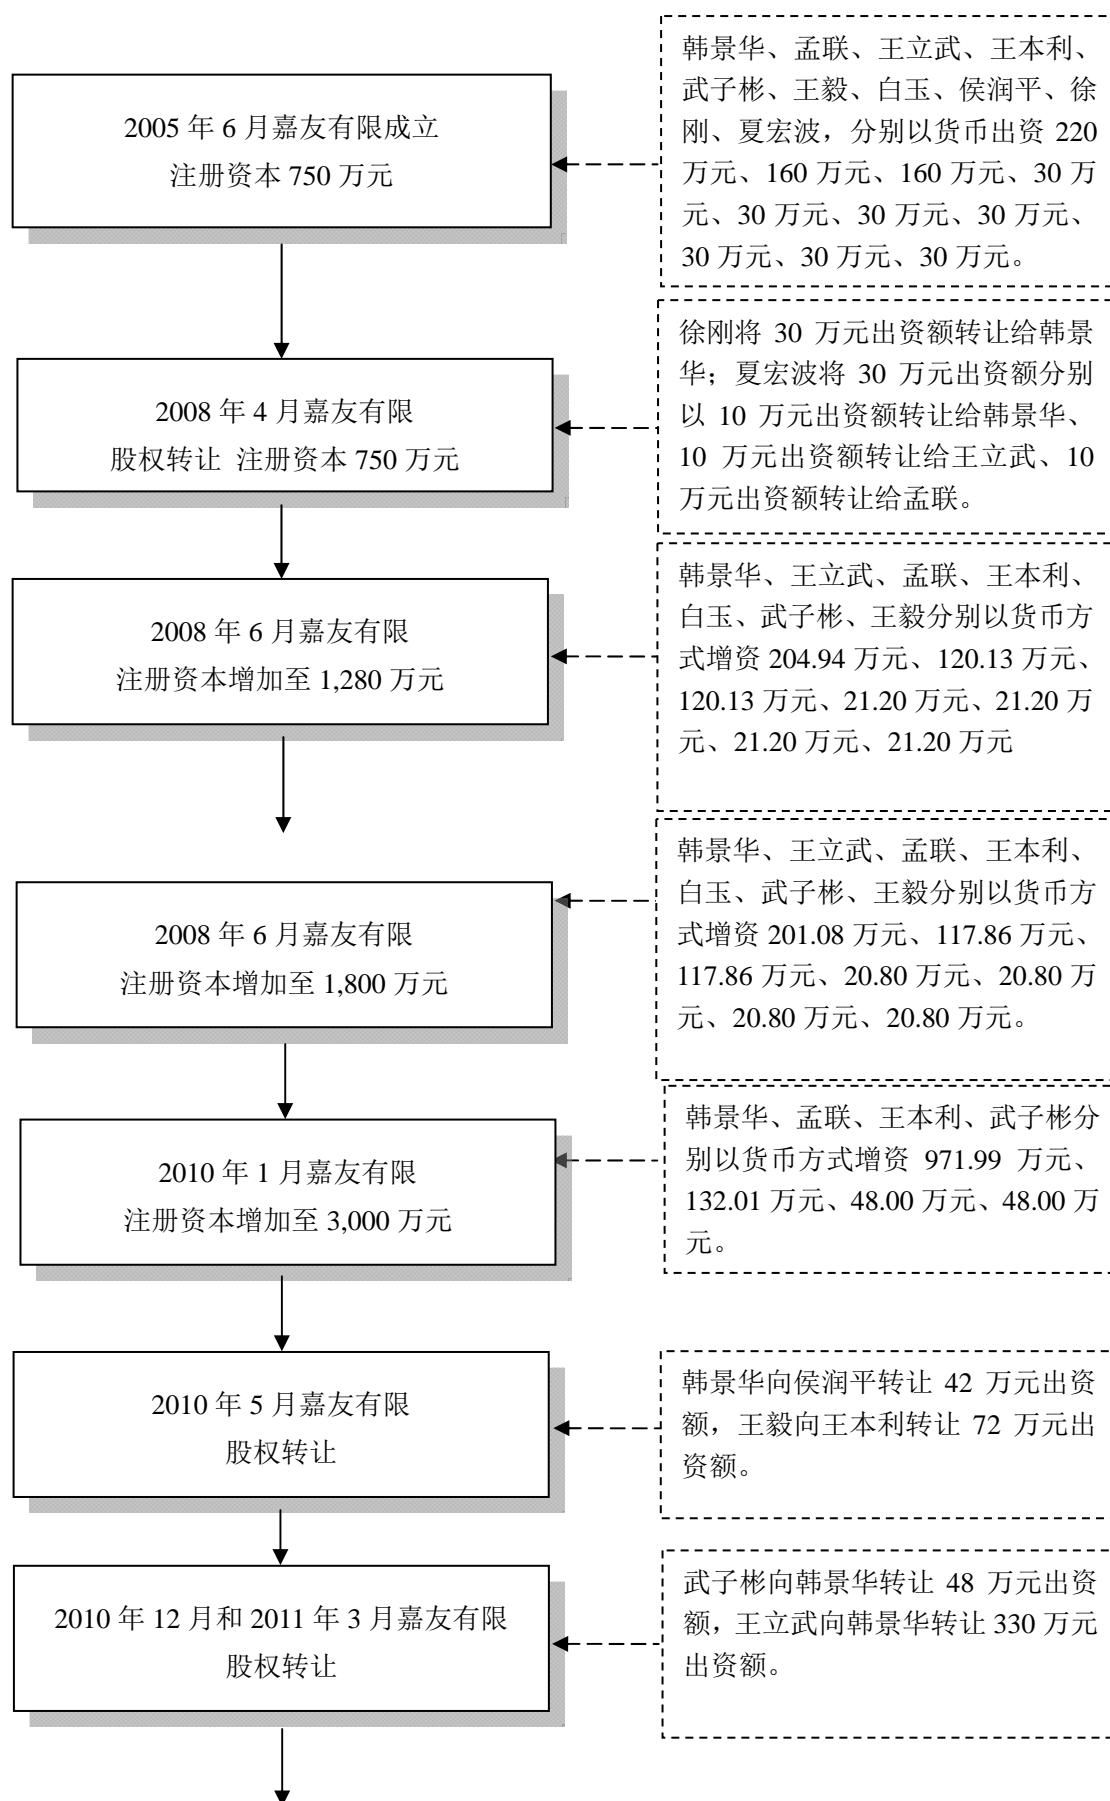 韩景华、孟联、王立武、王本利、
武子彬、王毅、白玉、侯润平、徐
刚、夏宏波，分别以货币出资 220
万元、160 万元、160 万元、30 万
元、30 万元、30 万元、30 万元、
30 万元、30 万元、30 万元。
2005 年 6 月嘉友有限成立
注册资本 750 万元
徐刚将 30 万元出资额转让给韩景
华；夏宏波将 30 万元出资额分别
以 10 万元出资额转让给韩景华、
10 万元出资额转让给王立武、10
万元出资额转让给孟联。
2008 年 4 月嘉友有限
股权转让 注册资本 750 万元
韩景华、王立武、孟联、王本利、
白玉、武子彬、王毅分别以货币方
式增资 204.94 万元、120.13 万元、
120.13 万元、21.20 万元、21.20 万
元、21.20 万元、21.20 万元
2008 年 6 月嘉友有限
注册资本增加至 1,280 万元
韩景华、王立武、孟联、王本利、
白玉、武子彬、王毅分别以货币方
式增资 201.08 万元、117.86 万元、
117.86 万元、20.80 万元、20.80 万
元、20.80 万元、20.80 万元。
2008 年 6 月嘉友有限
注册资本增加至 1,800 万元
韩景华、孟联、王本利、武子彬分
别以货币方式增资 971.99 万元、
132.01 万元、48.00 万元、48.00 万
元。
2010 年 1 月嘉友有限
注册资本增加至 3,000 万元
韩景华向侯润平转让 42 万元出资
额，王毅向王本利转让 72 万元出
资额。
2010 年 5 月嘉友有限
股权转让
武子彬向韩景华转让 48 万元出资
额，王立武向韩景华转让 330 万元
出资额。
2010 年 12 月和 2011 年 3 月嘉友有限
股权转让